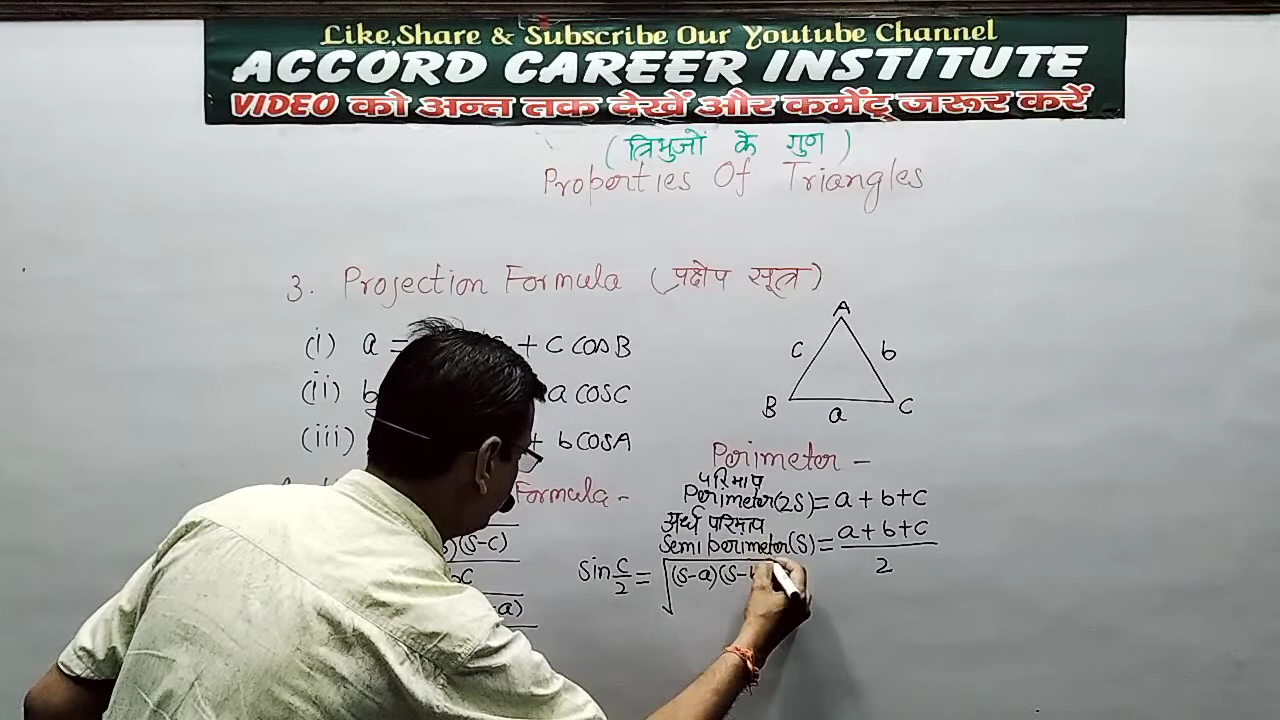 Like,Share & Subscribe Our Youtube Channel
ACCORD CAREER INSTITUTE
VIDEO को अन्त तक देखें और कमेंट् जरूर करें
(त्रिभुजों के गुण)
Properties Of Triangles
3. Projection Formula (प्रक्षेप सूत्र)
(i) a = + c cosB
(ii) b a cosC
(iii) + b cosA
A
c b
B a C
Perimeter -
Formula -
परिमाप
Perimeter(2S) = a + b + c
अर्ध परिमाप
Semi perimeter(S) = a + b + c
2
)(S-c)
c
a)
Sin C/2 = √(S-a)(S-b